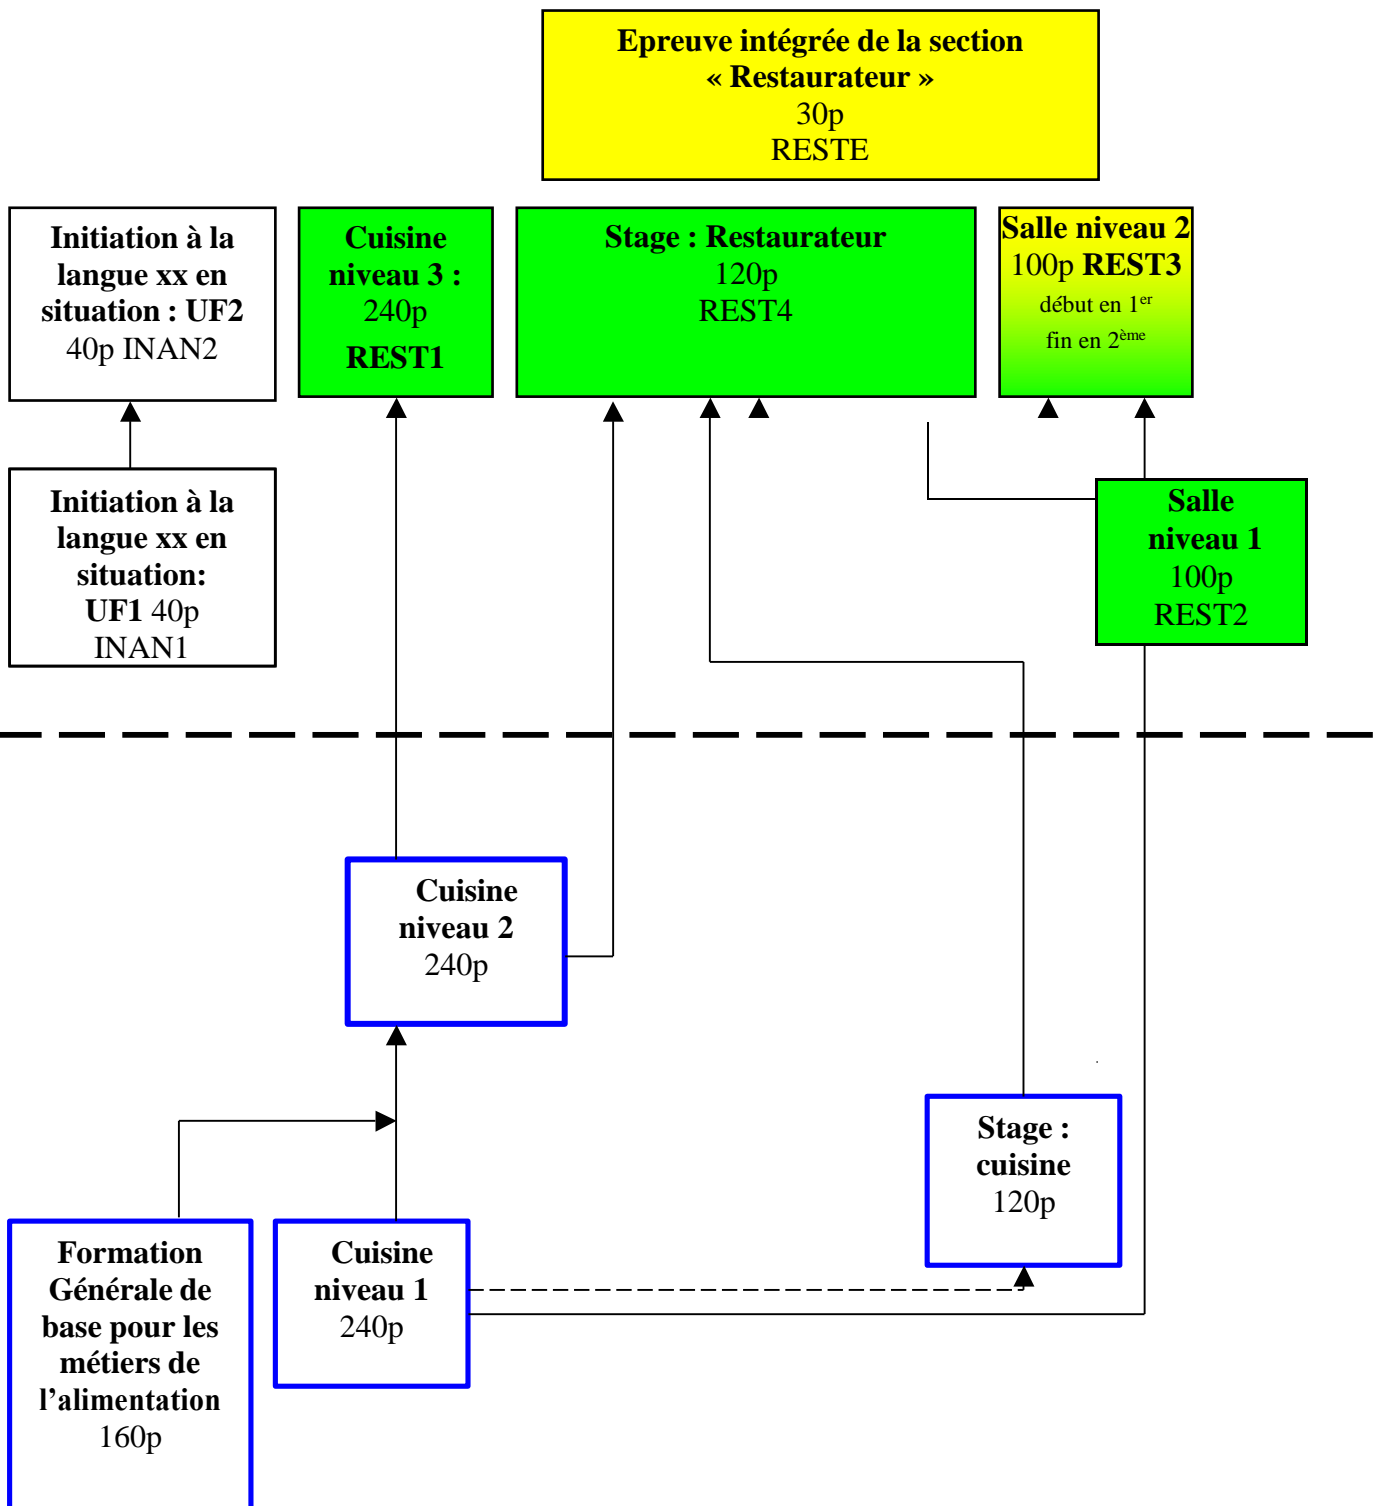 Epreuve intégrée de la section
« Restaurateur »
30p
RESTE
Initiation à la
langue xx en
situation : UF2
40p INAN2
Cuisine
niveau 3 :
240p
REST1
Stage : Restaurateur
120p
REST4
Salle niveau 2
100p REST3
début en 1er
fin en 2ème
Initiation à la
langue xx en
situation:
UF1 40p
INAN1
Salle
niveau 1
100p
REST2
Cuisine
niveau 2
240p
Stage :
cuisine
120p
Formation
Générale de
base pour les
métiers de
l’alimentation
160p
Cuisine
niveau 1
240p